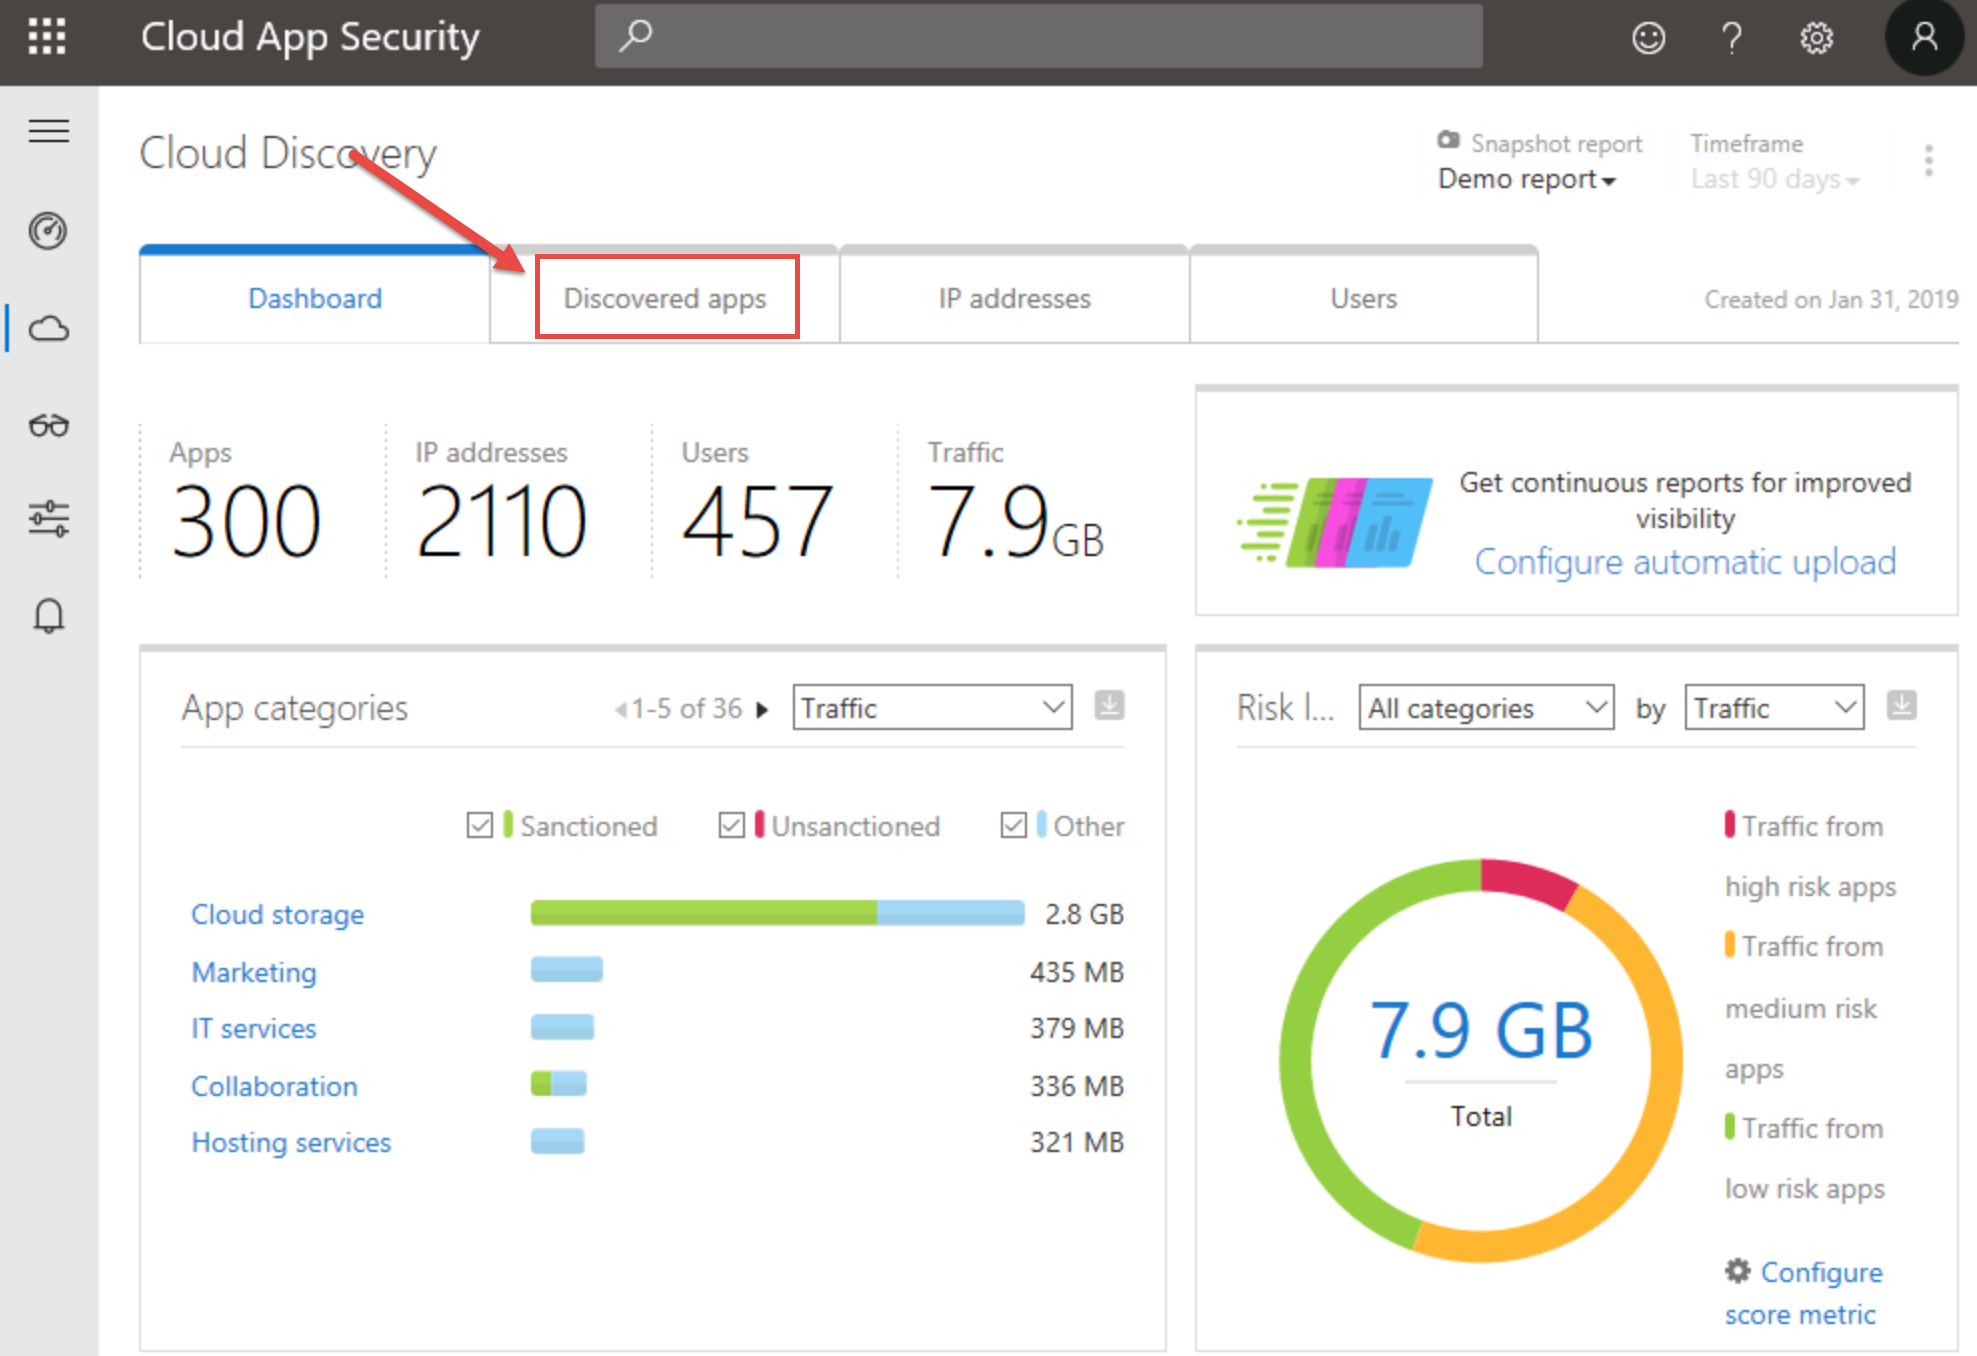 Cloud App Security
?
Cloud Discovery
Snapshot report
Demo report
Timeframe
Last 90 days
Dashboard
Discovered apps
IP addresses
Users
Created on Jan 31, 2019
Apps
300
IP addresses
2110
Users
457
Traffic
7.9GB
Get continuous reports for improved
visibility
Configure automatic upload
App categories
1-5 of 36
Traffic
Sanctioned
Unsanctioned
Other
Cloud storage 2.8 GB
Marketing 435 MB
IT services 379 MB
Collaboration 336 MB
Hosting services 321 MB
Risk l... All categories by Traffic
7.9 GB
Total
Traffic from
high risk apps
Traffic from
medium risk
apps
Traffic from
low risk apps
Configure
score metric